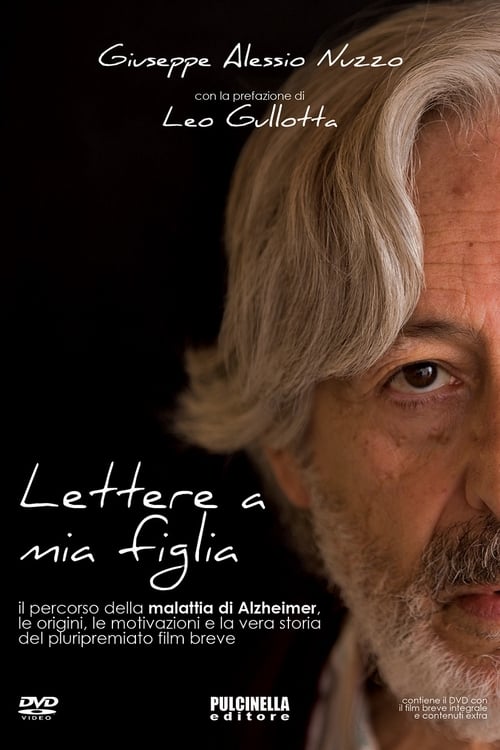 Giuseppe Alessio Nuzzo
con la prefazione di
Leo Gullotta
Lettere a
mia figlia
il percorso della malattia di Alzheimer,
le origini, le motivazioni e la vera storia
del pluripremiato film breve
DVD
VIDEO
PULCINELLA
editore
contiene il DVD con
il film breve integrale
e contenuti extra